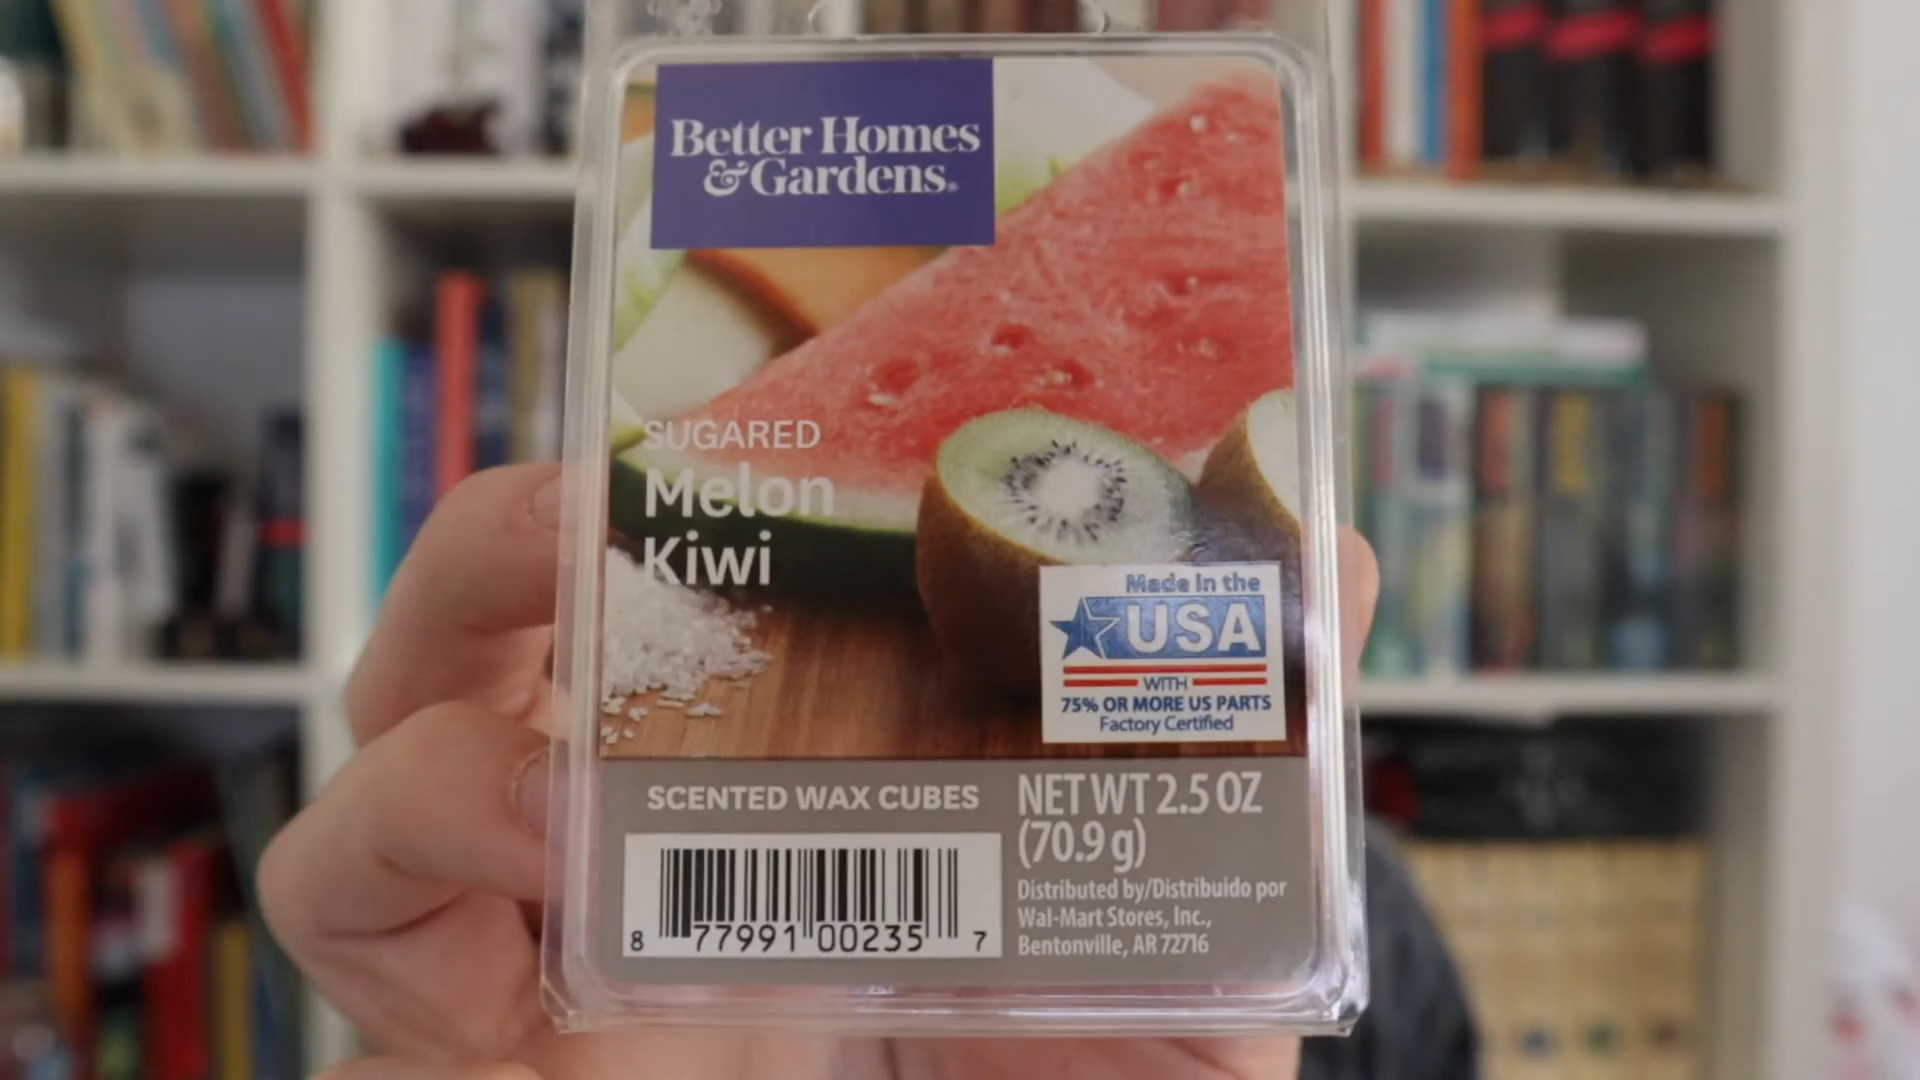 Better Homes
&Gardens®
SUGARED
Melon
Kiwi
Made in the
USA
WITH
75% OR MORE US PARTS
Factory Certified
SCENTED WAX CUBES
NET WT 2.5 OZ
(70.9 g)
Distributed by/Distribuido por
Wal-Mart Stores, Inc.,
Bentonville, AR 72716
8 77991 00235 7